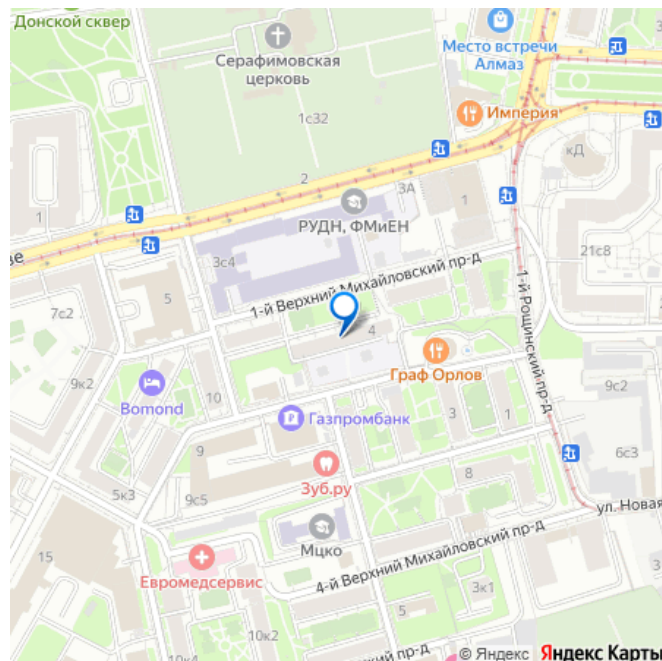 Донской сквер
Место встречи
Алмаз
Серафимовская
церковь
Империя
1с32
кД
2
3А
1
1
РУДН, ФМиЕН
3с4
21с8
ве
5
1-й Верхний Михайловский пр-д
7с2
4
1-й Рощинский пр-д
Граф Орлов
9к2
Bomond
10
9с2
Газпромбанк
3
1
9
6с3
Зуб.ру
8
9с5
5к3
ул. Новая
Мцко
15
Евромедсервис
4-й Верхний Михайловский пр-д
3к1
5
10к4
10к2
пр-д
© Яндекс Яндекс Карты